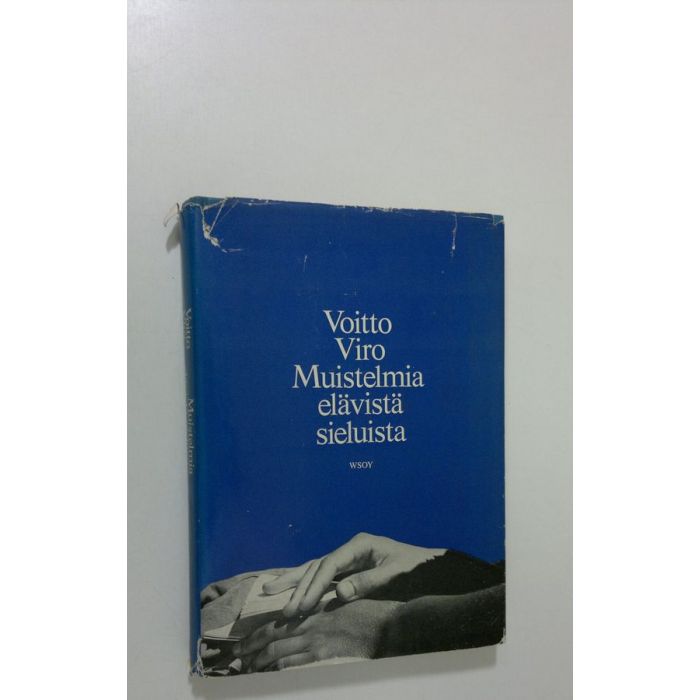 Voitto
Viro
Muistelmia
elävistä
sieluista
WSOY
Voitto
Muistelmia